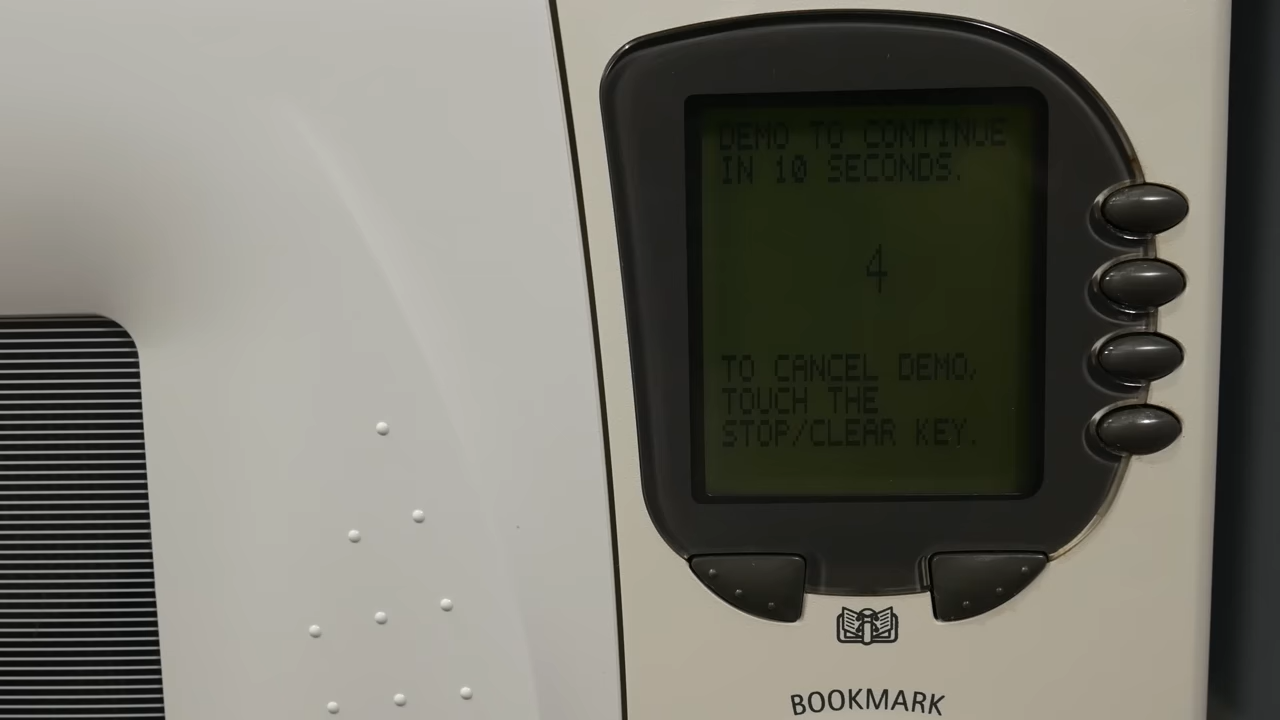 DEMO TO CONTINUE
IN 10 SECONDS.
4
TO CANCEL DEMO,
TOUCH THE
STOP/CLEAR KEY.
BOOKMARK